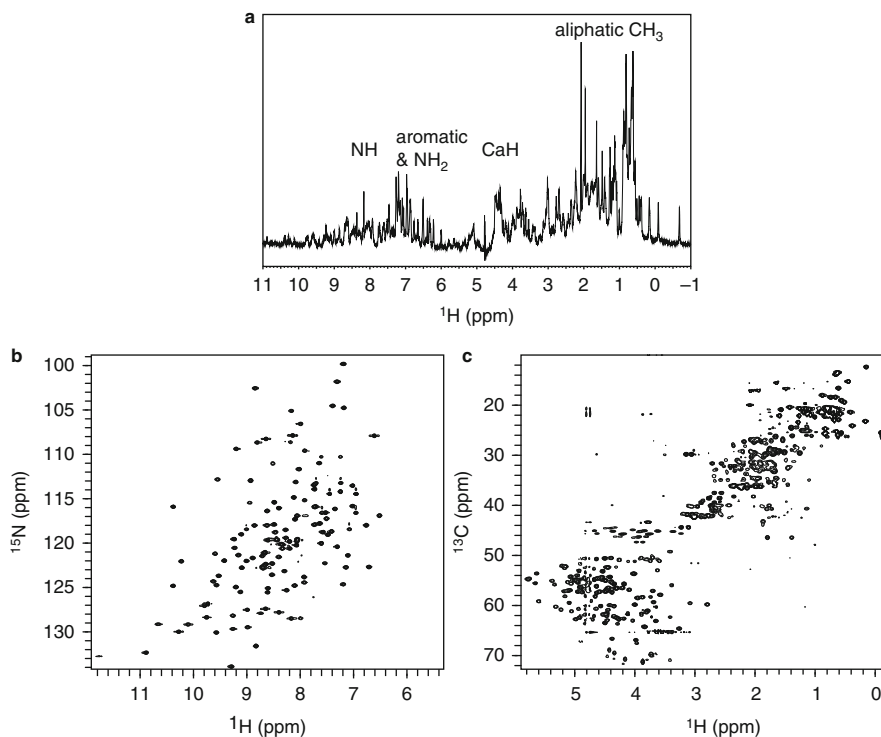 a
aliphatic CH3
NH
aromatic
& NH2
CaH
11 10 9 8 7 6 5 4 3 2 1 0 –1
1H (ppm)
b
100
105
110
115
120
125
130
15N (ppm)
11 10 9 8 7 6
1H (ppm)
c
20
30
40
50
60
70
13C (ppm)
5 4 3 2 1 0
1H (ppm)